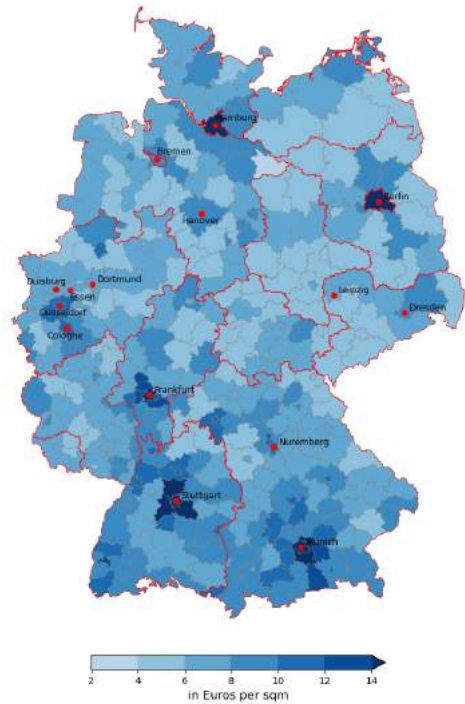 Hamburg
Bremen
Berlin
Hanover
Duisburg
Dortmund
Essen
Düsseldorf
Leipzig
Dresden
Cologne
Frankfurt
Nuremberg
Stuttgart
Munich
2 4 6 8 10 12 14
in Euros per sqm